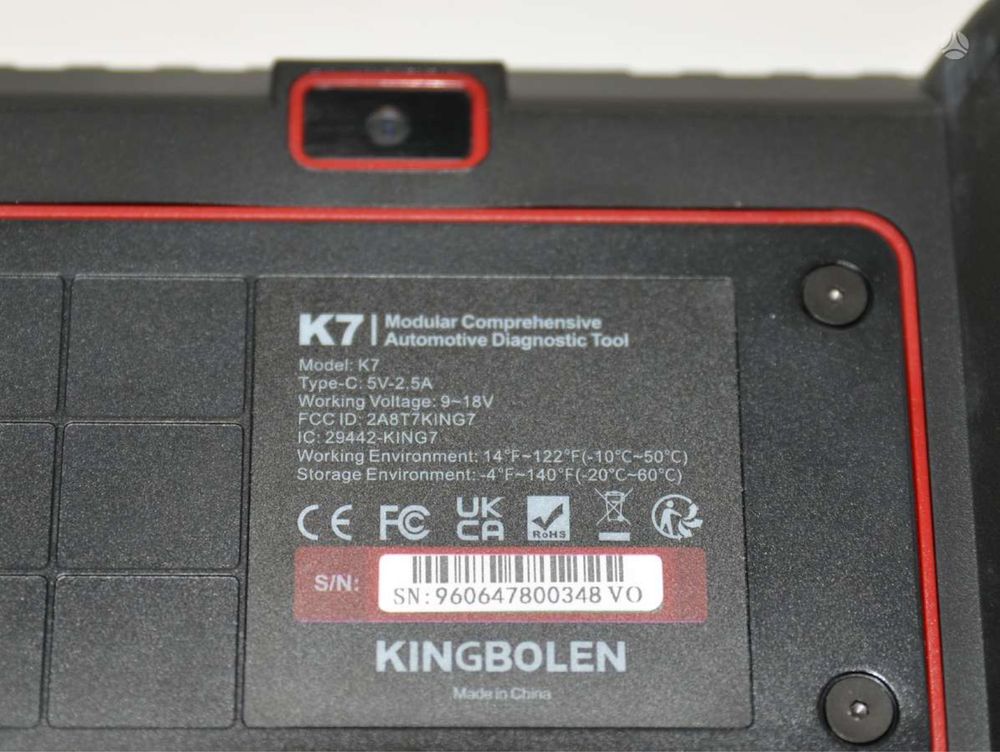 K7 | Modular Comprehensive
Automotive Diagnostic Tool
Model: K7
Type-C: 5V-2.5A
Working Voltage: 9~18V
FCC ID: 2A8T7KING7
IC: 29442-KING7
Working Environment: 14°F~122°F(-10°C~50°C)
Storage Environment: -4°F~140°F(-20°C~60°C)
CE FC UK
CA RoHS
S/N: SN:960647800348 VO
KINGBOLEN
Made in China